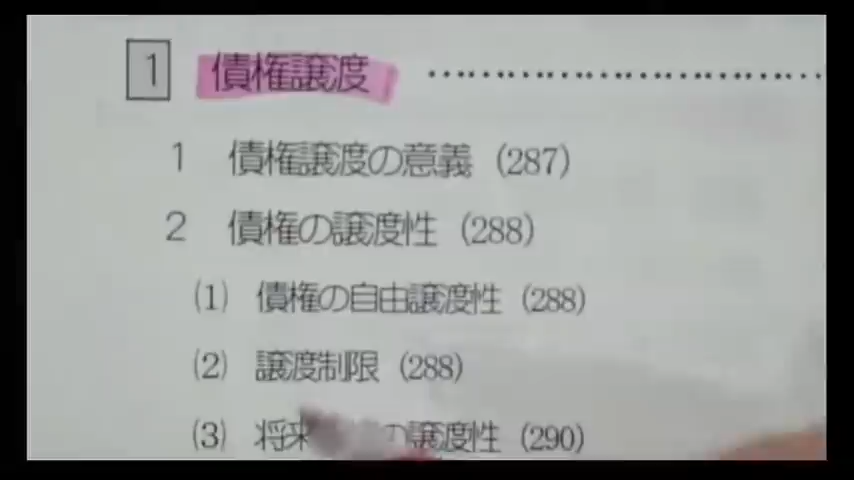 1 債権譲渡 ……………………
1 債権譲渡の意義 (287)
2 債権の譲渡性 (288)
(1) 債権の自由譲渡性 (288)
(2) 譲渡制限 (288)
(3) 将来 の譲渡性 (290)